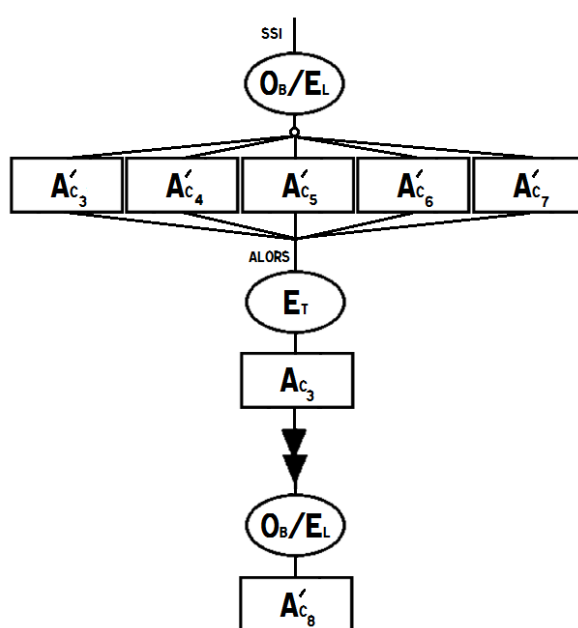 SSI
OB/EL
A'C3 A'C4 A'C5 A'C6 A'C7
ALORS
ET
AC3
OB/EL
A'C8